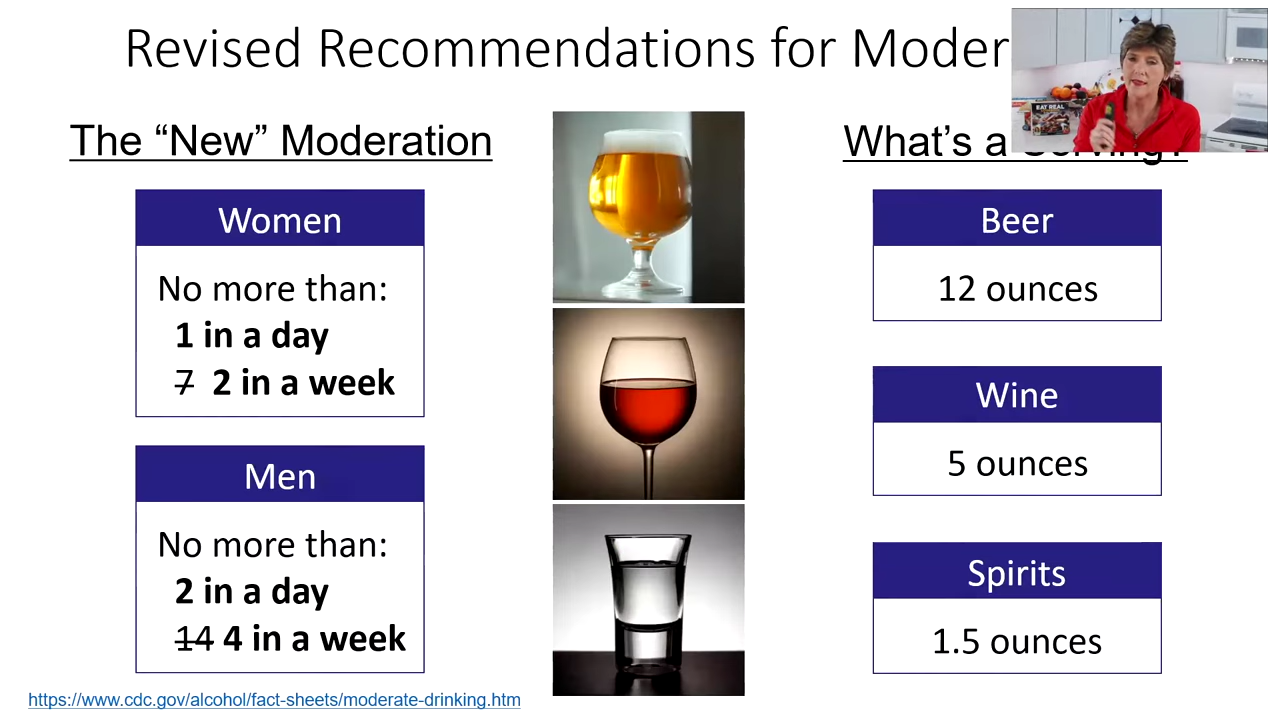 Revised Recommendations for Moder
The “New” Moderation
What’s a Serving?
Women
No more than:
1 in a day
7 2 in a week
Men
No more than:
2 in a day
14 4 in a week
Beer
12 ounces
Wine
5 ounces
Spirits
1.5 ounces
https://www.cdc.gov/alcohol/fact-sheets/moderate-drinking.htm
EAT REAL